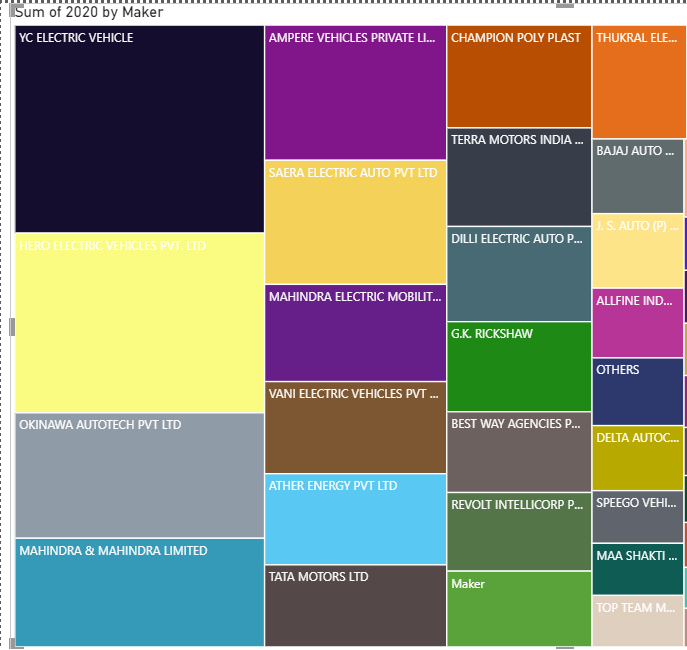 Sum of 2020 by Maker
YC ELECTRIC VEHICLE
HERO ELECTRIC VEHICLES PVT. LTD
OKINAWA AUTOTECH PVT LTD
MAHINDRA & MAHINDRA LIMITED
AMPERE VEHICLES PRIVATE LI...
SAERA ELECTRIC AUTO PVT LTD
MAHINDRA ELECTRIC MOBILIT...
VANI ELECTRIC VEHICLES PVT ...
ATHER ENERGY PVT LTD
TATA MOTORS LTD
CHAMPION POLY PLAST
TERRA MOTORS INDIA ...
DILLI ELECTRIC AUTO P...
G.K. RICKSHAW
BEST WAY AGENCIES P...
REVOLT INTELLICORP P...
Maker
THUKRAL ELE...
BAJAJ AUTO ...
J. S. AUTO (P) ...
ALLFINE IND...
OTHERS
DELTA AUTOC...
SPEEGO VEHI...
MAA SHAKTI ...
TOP TEAM M...